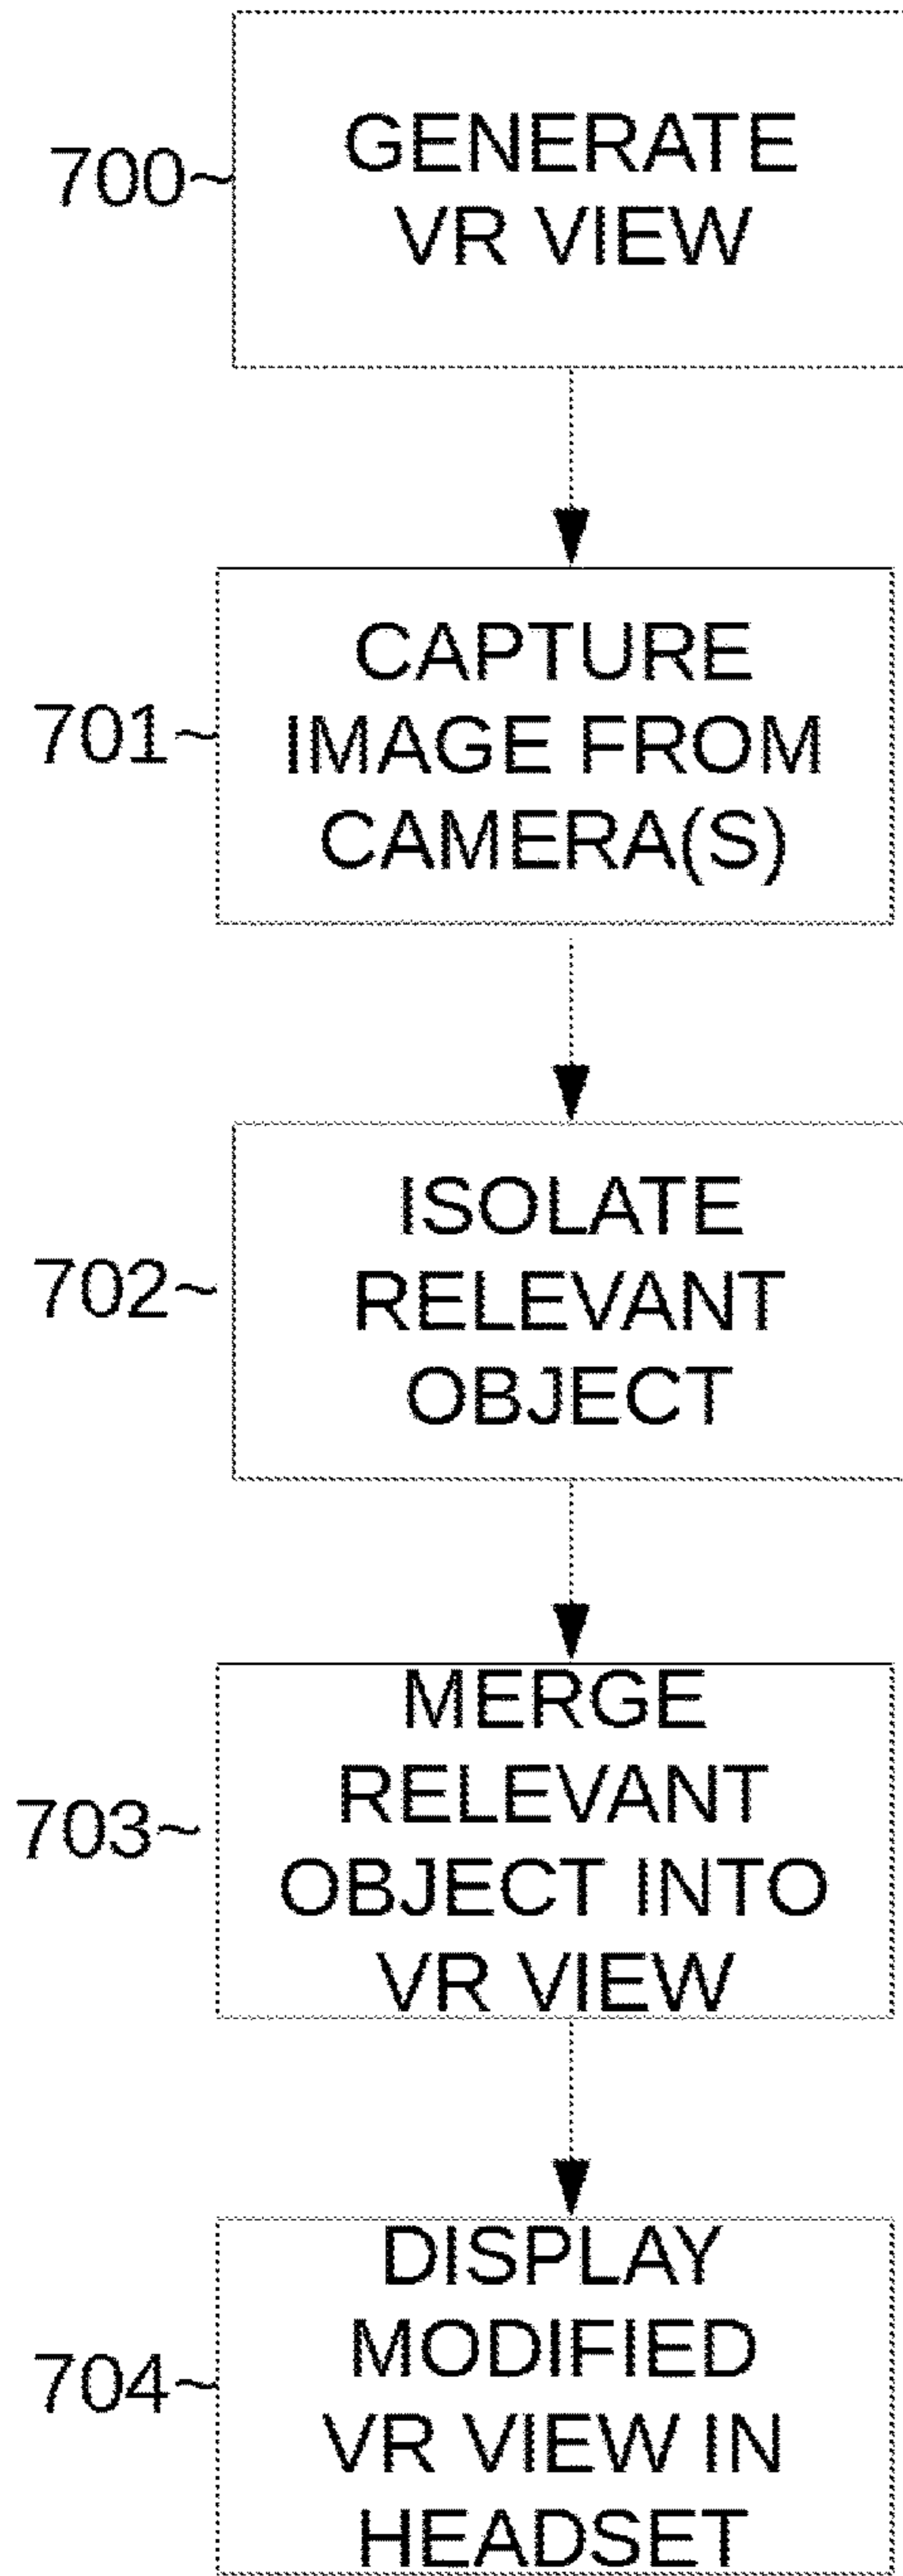 700~
GENERATE
VR VIEW
701~
CAPTURE
IMAGE FROM
CAMERA(S)
702~
ISOLATE
RELEVANT
OBJECT
703~
MERGE
RELEVANT
OBJECT INTO
VR VIEW
704~
DISPLAY
MODIFIED
VR VIEW IN
HEADSET